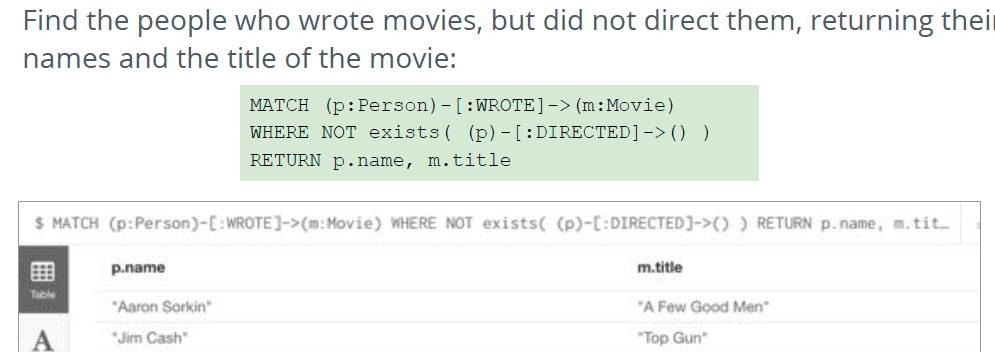 Find the people who wrote movies, but did not direct them, returning thei
names and the title of the movie:
MATCH (p:Person)-[:WROTE]->(m:Movie)
WHERE NOT exists( (p)-[:DIRECTED]->() )
RETURN p.name, m.title
$ MATCH (p:Person)-[:WROTE]->(m:Movie) WHERE NOT exists( (p)-[:DIRECTED]->() ) RETURN p.name, m.tit…
p.name m.title
Table
"Aaron Sorkin" "A Few Good Men"
A "Jim Cash" "Top Gun"